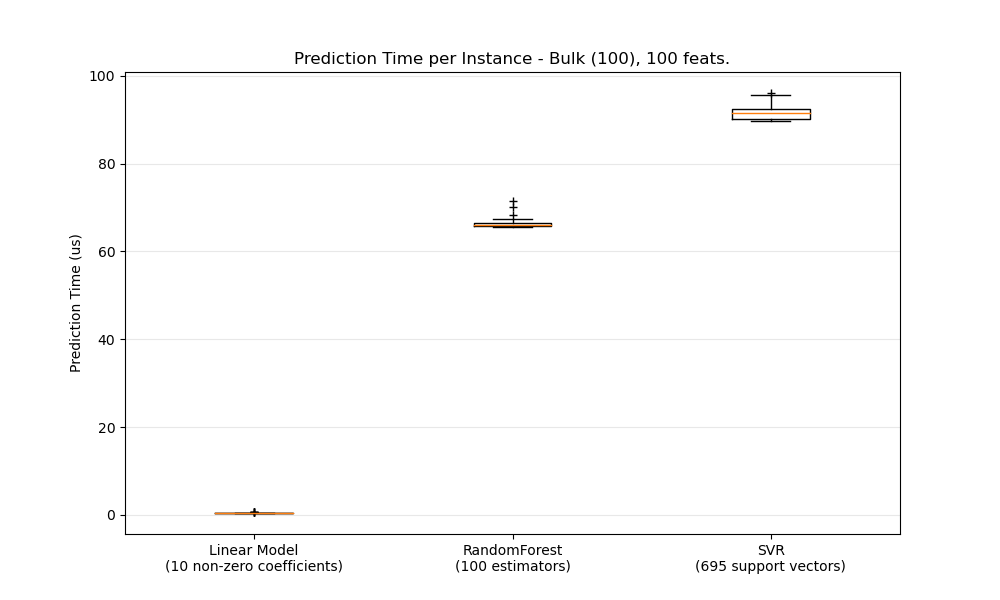 Prediction Time per Instance - Bulk (100), 100 feats.
100
80
60
40
20
0
Prediction Time (us)
Linear Model
(10 non-zero coefficients)
RandomForest
(100 estimators)
SVR
(695 support vectors)